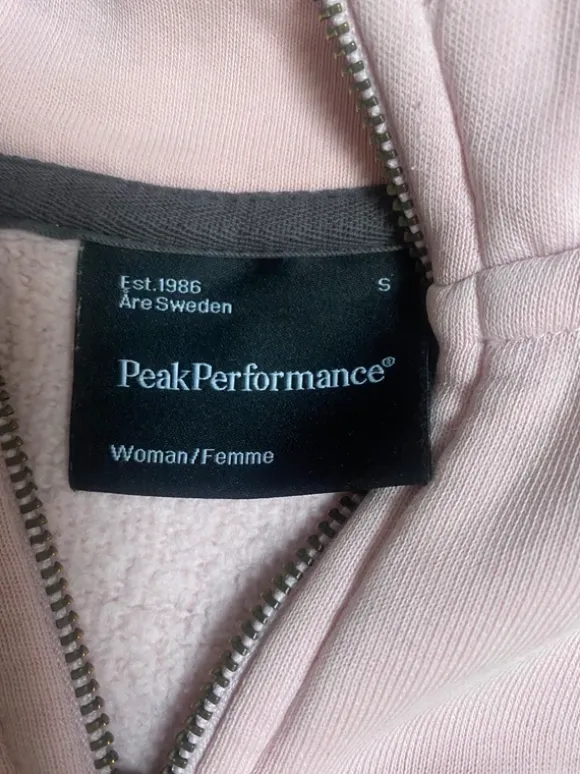 Est.1986 S
Åre Sweden
PeakPerformance®
Woman/Femme